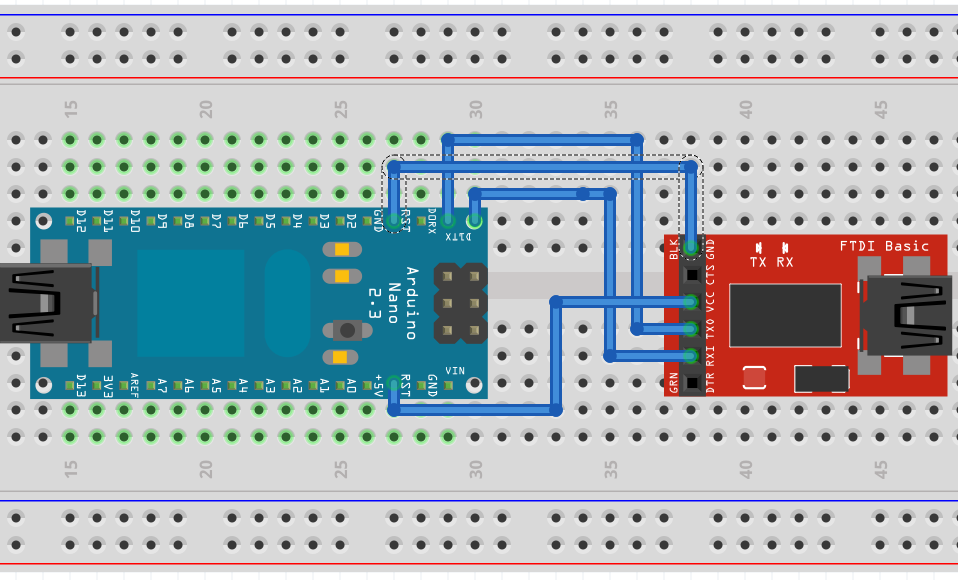 15 20 25 30 35 40 45
D12
D11
D10
D9
D8
D7
D6
D5
D4
D3
D2
GND
RST
D0RX
D1TX
Arduino
Nano
2.3
VIN
D13
3V3
AREF
A7
A6
A5
A4
A3
A2
A1
A0
+5V
RST
GND
BLK
GND
CTS
VCC
TXO
RXI
DTR
GRN
TX RX
FTDI Basic
15 20 25 30 35 40 45